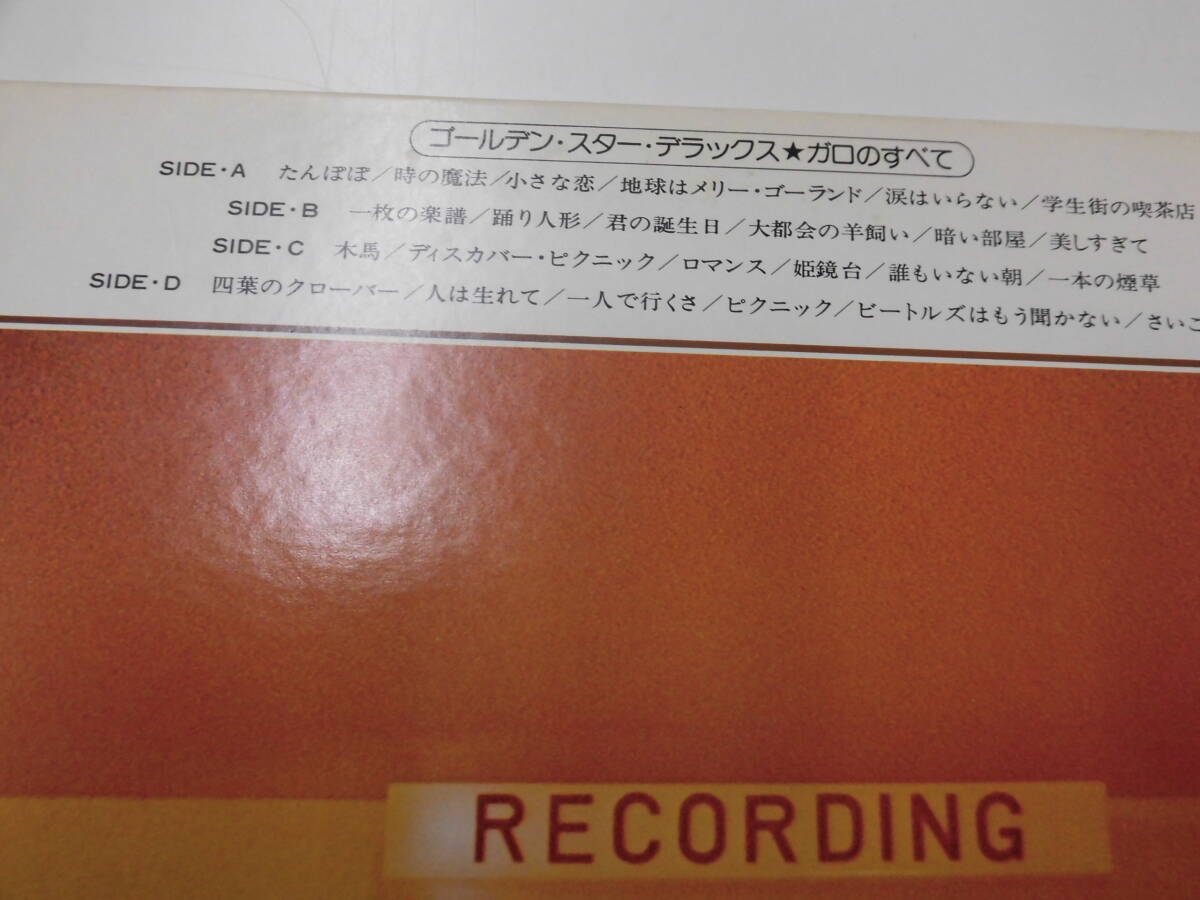 ゴールデン・スター・デラックス★ガロのすべて
SIDE・A たんぽぽ/時の魔法/小さな恋/地球はメリー・ゴーランド/涙はいらない/学生街の喫茶店
SIDE・B 一枚の楽譜/踊り人形/君の誕生日/大都会の羊飼い/暗い部屋/美しすぎて
SIDE・C 木馬/ディスカバー・ピクニック/ロマンス/姫鏡台/誰もいない朝/一本の煙草
SIDE・D 四葉のクローバー/人は生れて/一人で行くさ/ピクニック/ビートルズはもう聞かない/さいご
RECORDING